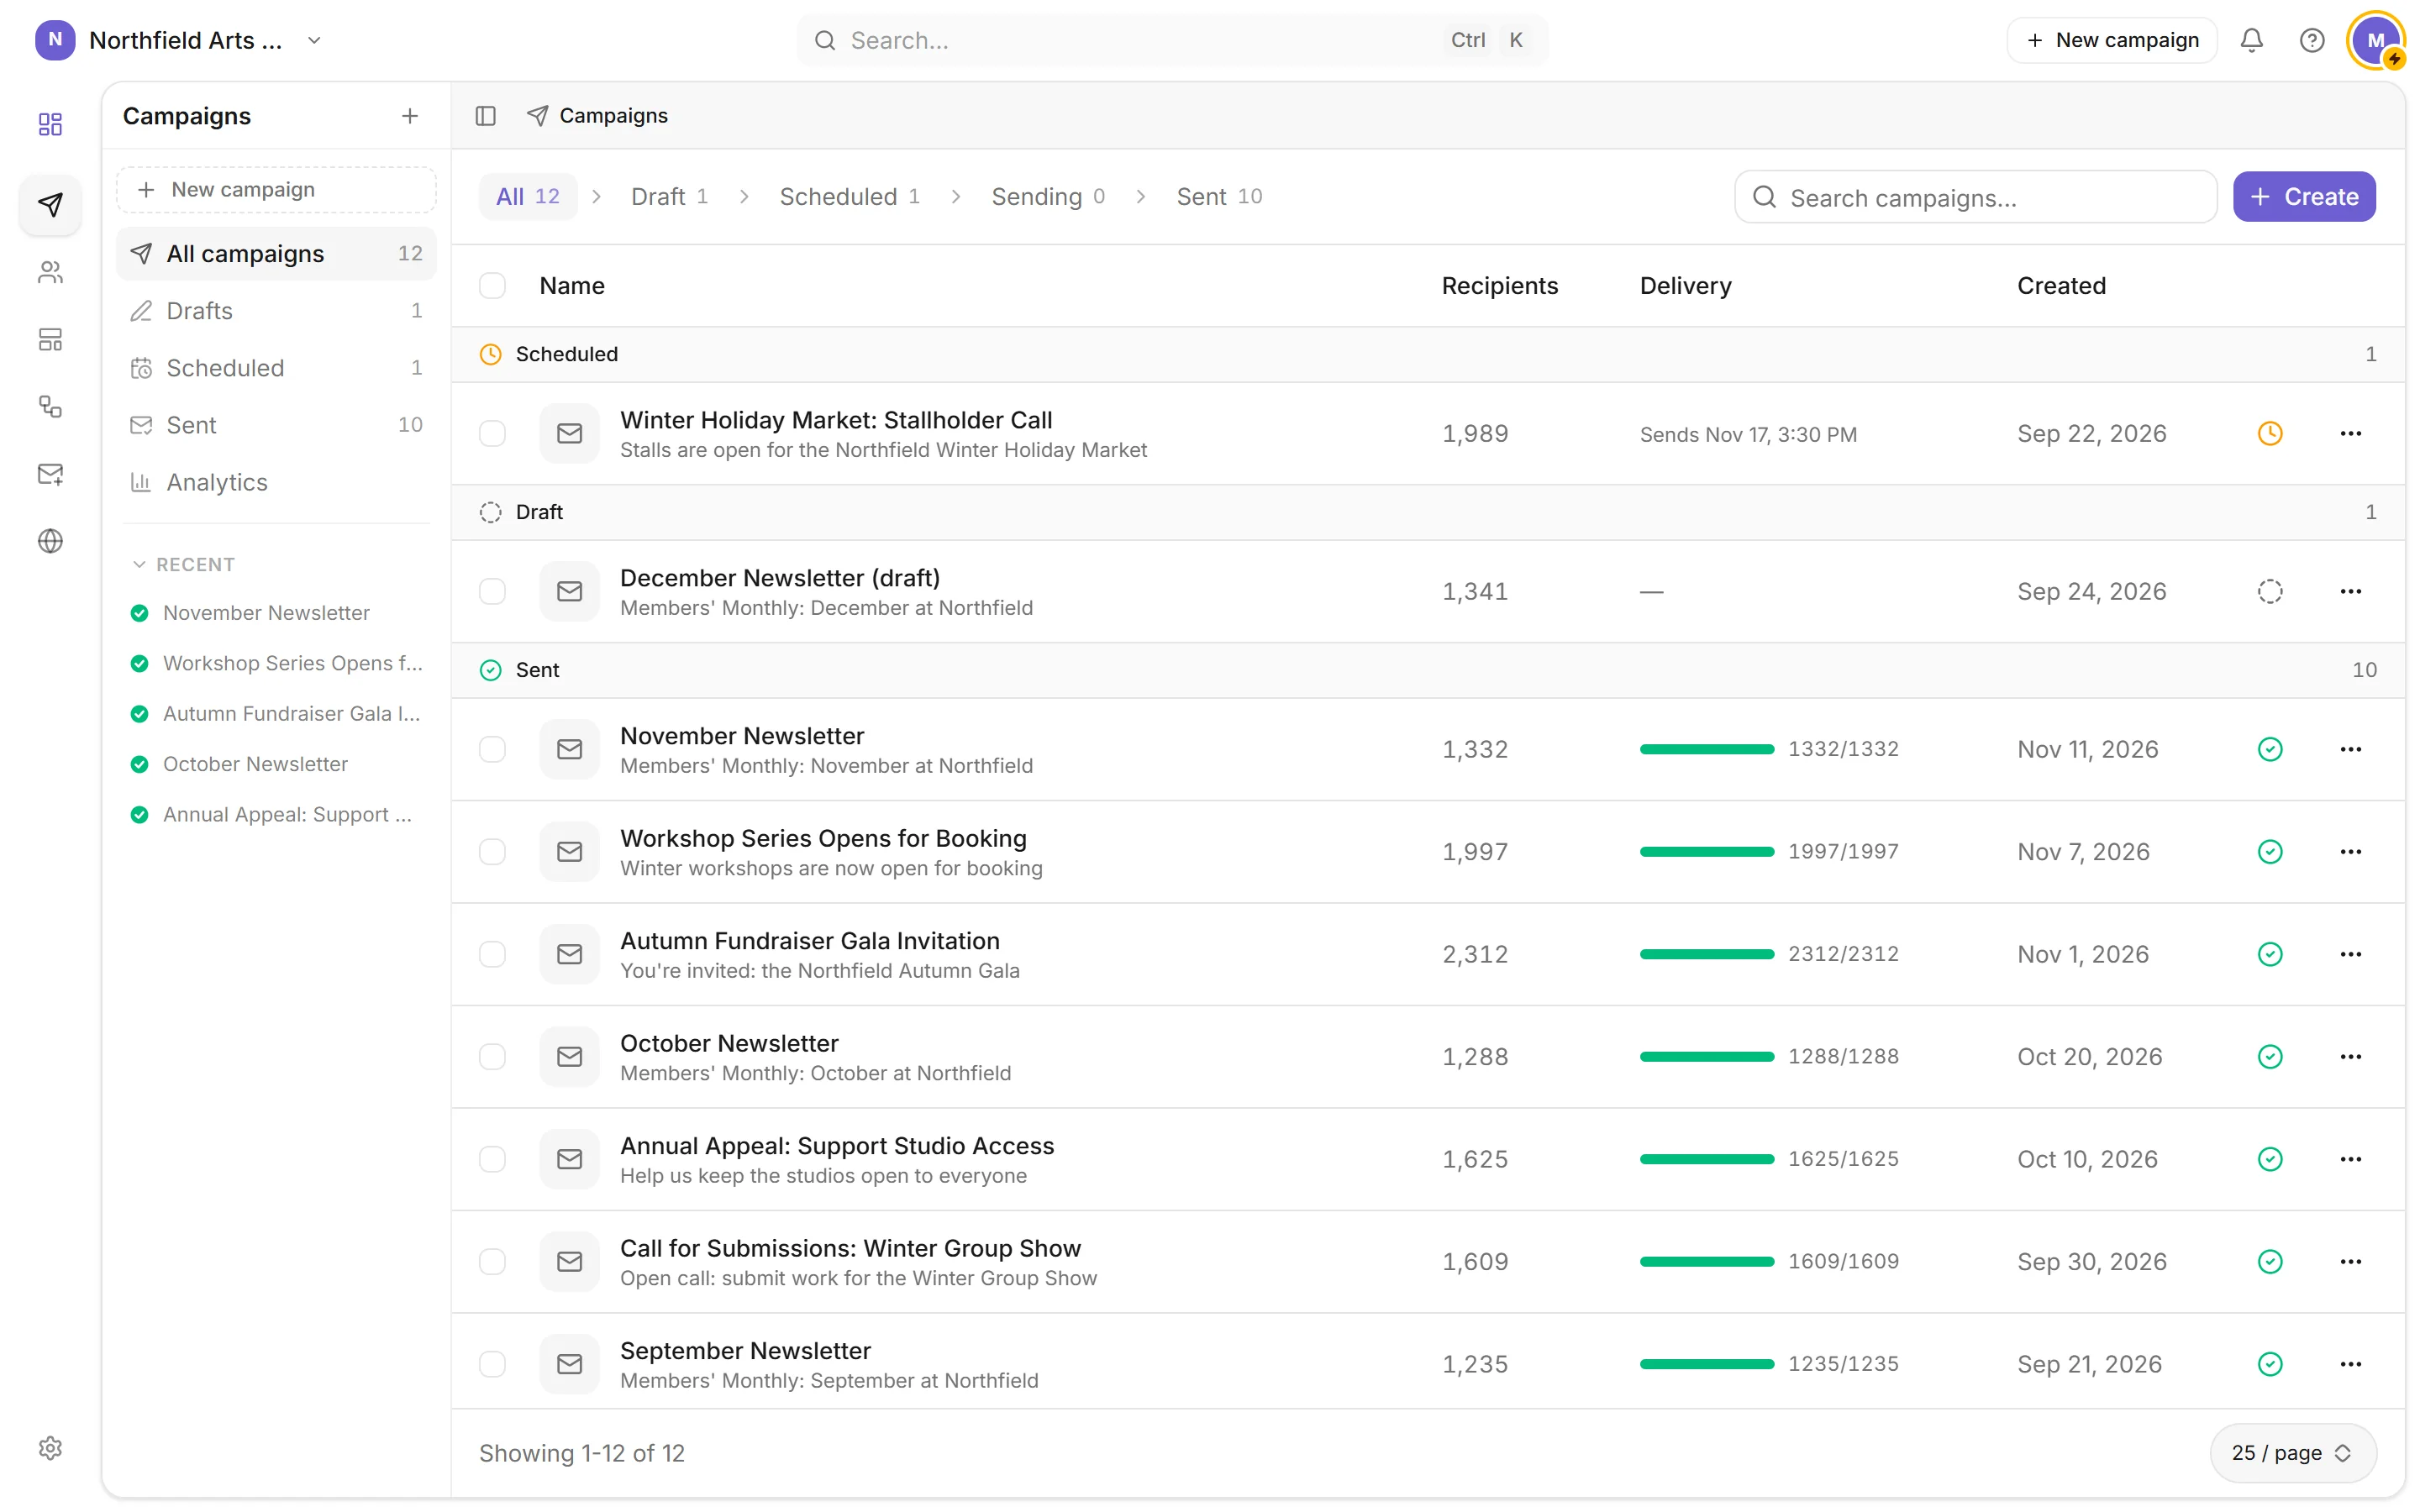 N Northfield Arts ...
Search...
Ctrl K
+ New campaign
M
Campaigns
+ New campaign
All campaigns 12
Drafts 1
Scheduled 1
Sent 10
Analytics
RECENT
November Newsletter
Workshop Series Opens f...
Autumn Fundraiser Gala I...
October Newsletter
Annual Appeal: Support ...
Campaigns
All 12 Draft 1 Scheduled 1 Sending 0 Sent 10
Search campaigns...
+ Create
Name Recipients Delivery Created
Scheduled 1
Winter Holiday Market: Stallholder Call
Stalls are open for the Northfield Winter Holiday Market
1,989 Sends Nov 17, 3:30 PM Sep 22, 2026
Draft 1
December Newsletter (draft)
Members' Monthly: December at Northfield
1,341 — Sep 24, 2026
Sent 10
November Newsletter
Members' Monthly: November at Northfield
1,332 1332/1332 Nov 11, 2026
Workshop Series Opens for Booking
Winter workshops are now open for booking
1,997 1997/1997 Nov 7, 2026
Autumn Fundraiser Gala Invitation
You're invited: the Northfield Autumn Gala
2,312 2312/2312 Nov 1, 2026
October Newsletter
Members' Monthly: October at Northfield
1,288 1288/1288 Oct 20, 2026
Annual Appeal: Support Studio Access
Help us keep the studios open to everyone
1,625 1625/1625 Oct 10, 2026
Call for Submissions: Winter Group Show
Open call: submit work for the Winter Group Show
1,609 1609/1609 Sep 30, 2026
September Newsletter
Members' Monthly: September at Northfield
1,235 1235/1235 Sep 21, 2026
Showing 1-12 of 12
25 / page